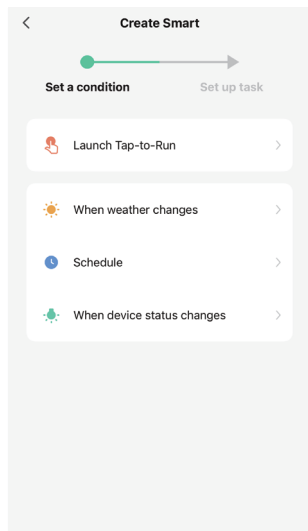 Create Smart
Set a condition
Set up task
Launch Tap-to-Run
When weather changes
Schedule
When device status changes